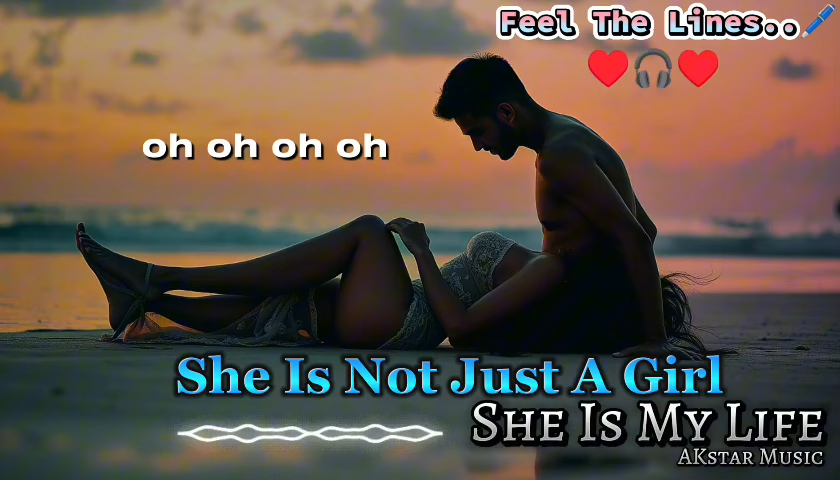 Feel The Lines..🖊️
❤️🎧❤️
oh oh oh oh
She Is Not Just A Girl
She Is My Life
AKstar Music